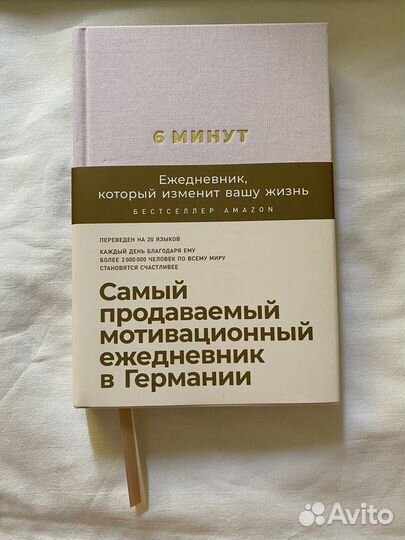 6 МИНУТ
Ежедневник,
который изменит вашу жизнь
БЕСТСЕЛЛЕР AMAZON
ПЕРЕВЕДЕН НА 20 ЯЗЫКОВ
КАЖДЫЙ ДЕНЬ БЛАГОДАРЯ ЕМУ
БОЛЕЕ 2 000 000 ЧЕЛОВЕК ПО ВСЕМУ МИРУ
СТАНОВЯТСЯ СЧАСТЛИВЕЕ
Самый
продаваемый
мотивационный
ежедневник
в Германии
Avito